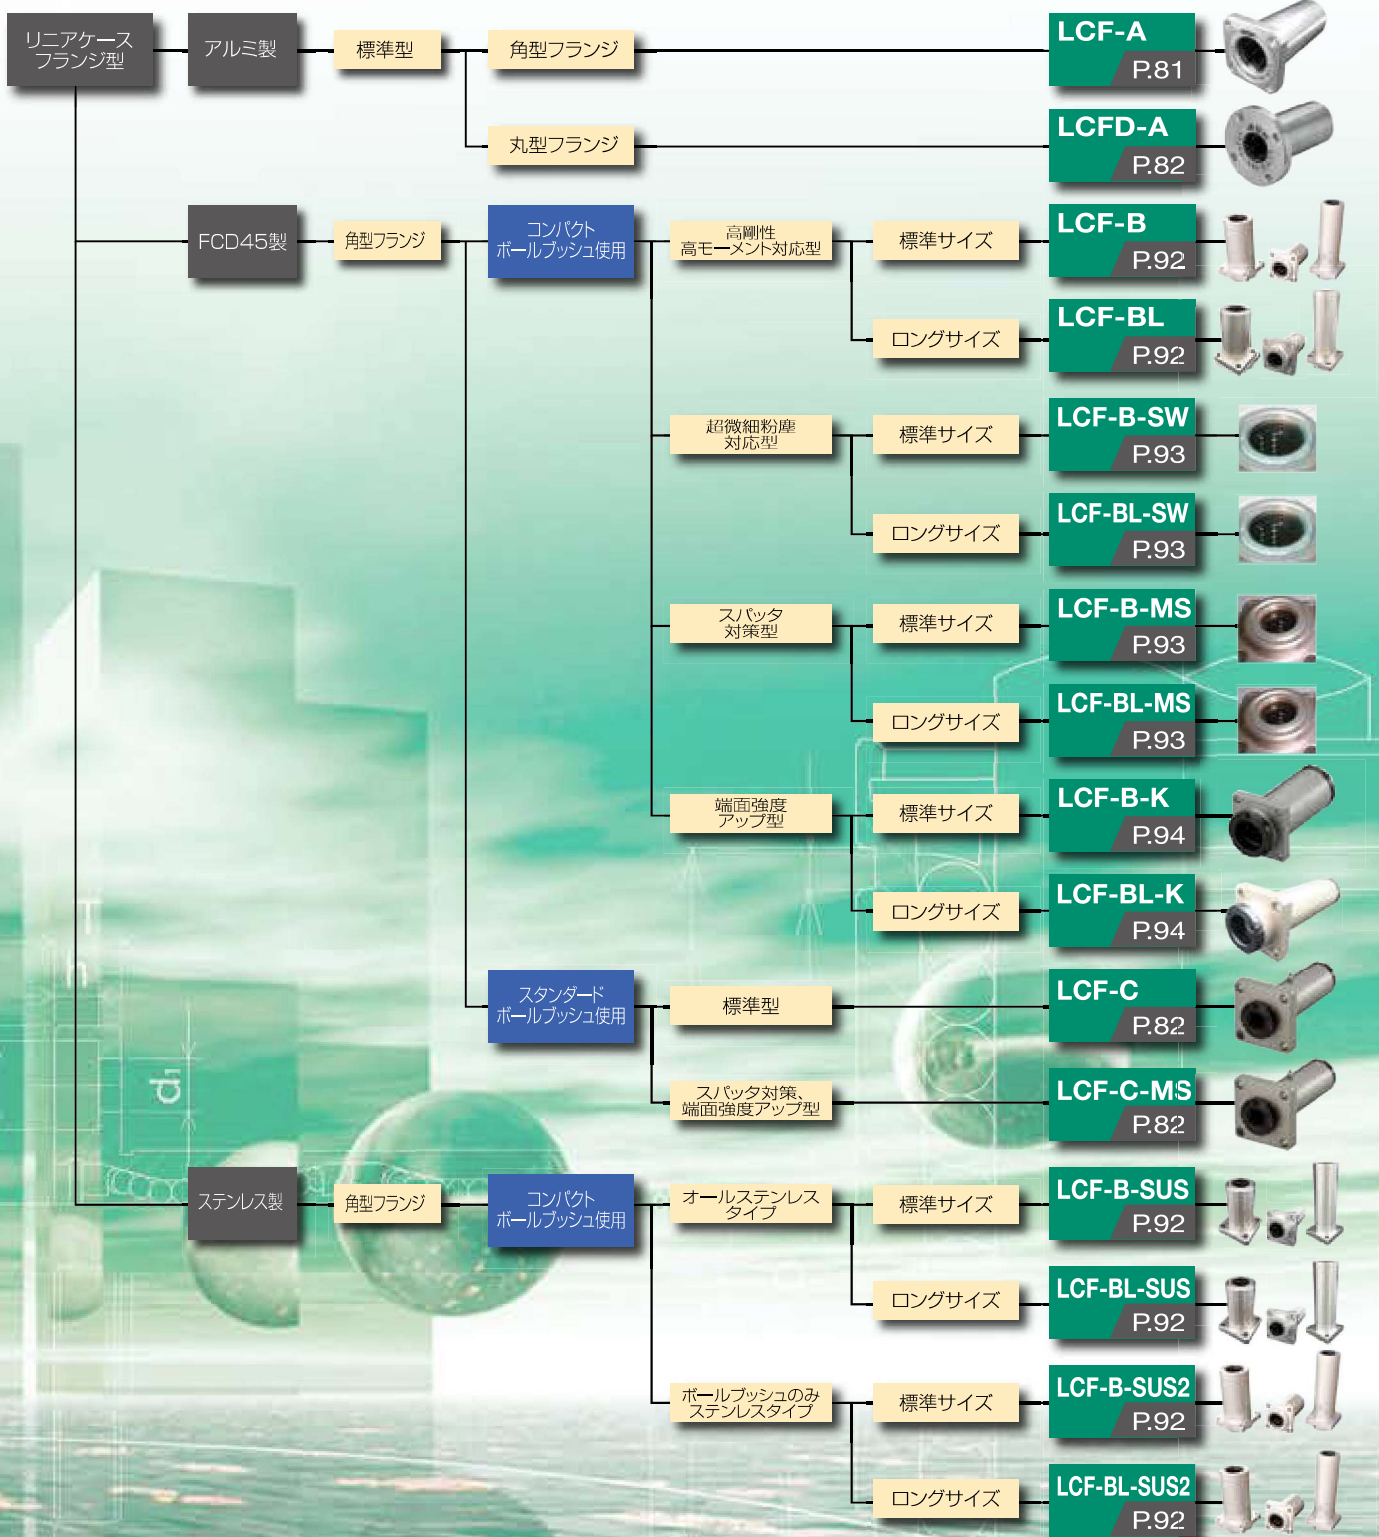 リニアケース
フランジ型
アルミ製
標準型
角型フランジ
LCF-A
P.81
丸型フランジ
LCFD-A
P.82
FCD45製
角型フランジ
コンパクト
ボールブッシュ使用
高剛性
高モーメント対応型
標準サイズ
LCF-B
P.92
ロングサイズ
LCF-BL
P.92
超微細粉塵
対応型
標準サイズ
LCF-B-SW
P.93
ロングサイズ
LCF-BL-SW
P.93
スパッタ
対策型
標準サイズ
LCF-B-MS
P.93
ロングサイズ
LCF-BL-MS
P.93
端面強度
アップ型
標準サイズ
LCF-B-K
P.94
ロングサイズ
LCF-BL-K
P.94
スタンダード
ボールブッシュ使用
標準型
LCF-C
P.82
スパッタ対策、
端面強度アップ型
LCF-C-MS
P.82
d1
ステンレス製
角型フランジ
コンパクト
ボールブッシュ使用
オールステンレス
タイプ
標準サイズ
LCF-B-SUS
P.92
ロングサイズ
LCF-BL-SUS
P.92
ボールブッシュのみ
ステンレスタイプ
標準サイズ
LCF-B-SUS2
P.92
ロングサイズ
LCF-BL-SUS2
P.92